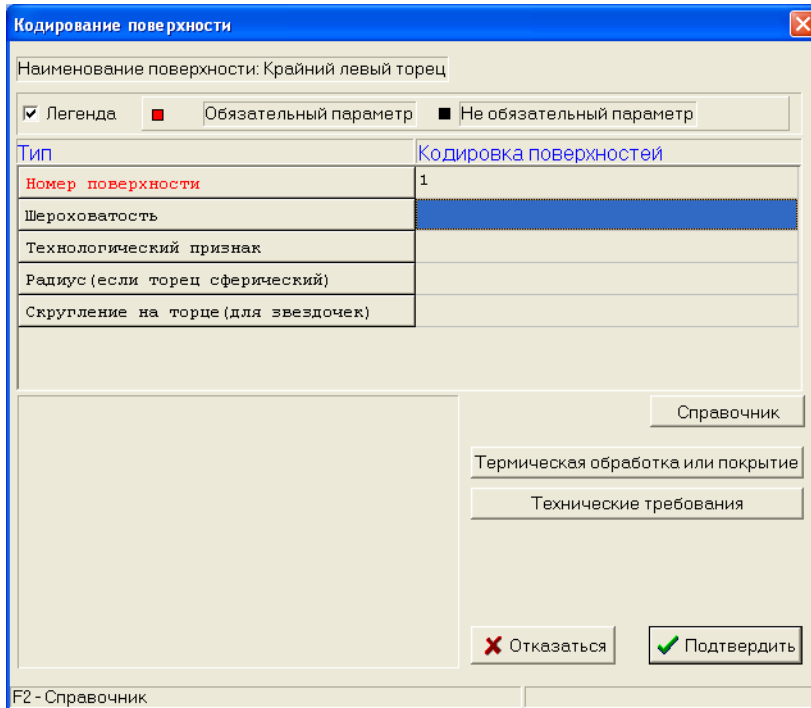 Кодирование поверхности
Наименование поверхности: Крайний левый торец
Легенда Обязательный параметр Не обязательный параметр
Тип Кодировка поверхностей
Номер поверхности 1
Шероховатость
Технологический признак
Радиус(если торец сферический)
Скругление на торце(для звездочек)
Справочник
Термическая обработка или покрытие
Технические требования
Отказаться Подтвердить
F2 - Справочник